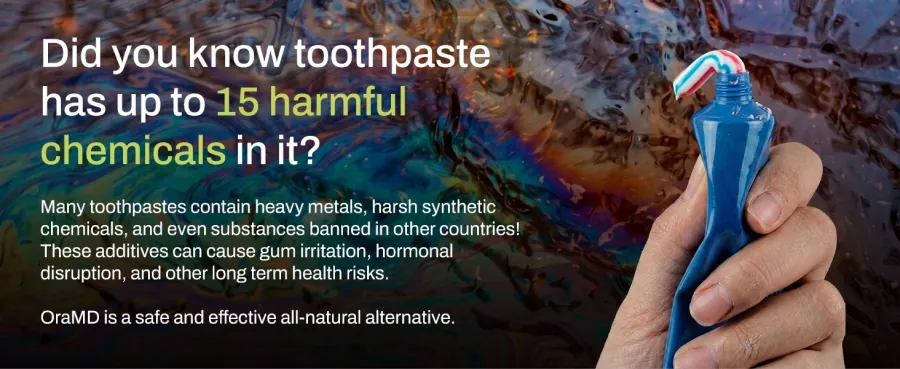 Did you know toothpaste
has up to 15 harmful
chemicals in it?
Many toothpastes contain heavy metals, harsh synthetic
chemicals, and even substances banned in other countries!
These additives can cause gum irritation, hormonal
disruption, and other long term health risks.
OraMD is a safe and effective all-natural alternative.